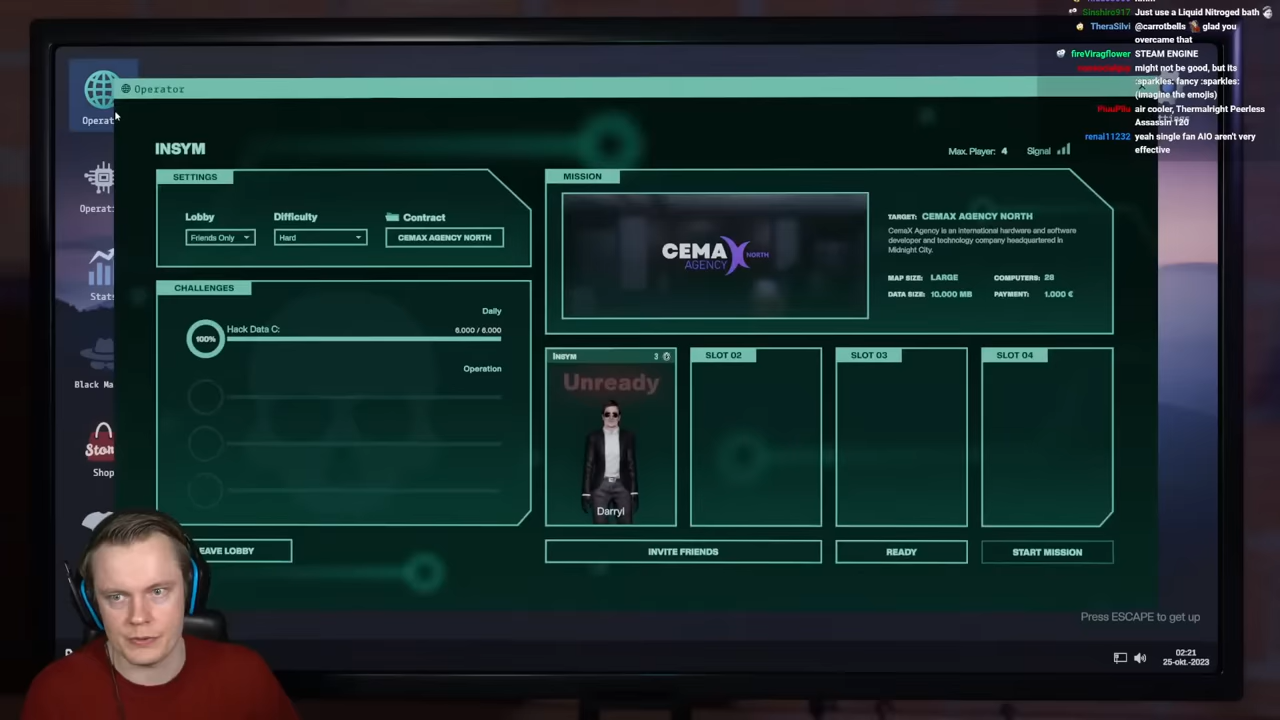 Sinshiro917 Just use a Liquid Nitroged bath
TheraSilvi @carrotbells glad you
overcame that
fireViragflower STEAM ENGINE
might not be good, but its
:sparkles: fancy :sparkles:
(imagine the emojis)
PiuuPilu air cooler, Thermalright Peerless
Assassin 120
renal11232 yeah single fan AIO aren't very
effective
Operator
INSYM
Max. Player: 4 Signal
SETTINGS
Lobby Difficulty Contract
Friends Only Hard CEMAX AGENCY NORTH
MISSION
CEMAX
AGENCY NORTH
TARGET: CEMAX AGENCY NORTH
CemaX Agency is an international hardware and software
developer and technology company headquartered in
Midnight City.
MAP SIZE: LARGE COMPUTERS: 28
DATA SIZE: 10.000 MB PAYMENT: 1.000 €
CHALLENGES
Daily
100% Hack Data C: 6.000 / 6.000
Operation
INSYM 3
Unready
Darryl
SLOT 02
SLOT 03
SLOT 04
EAVE LOBBY
INVITE FRIENDS
READY
START MISSION
Operat
Operati
Stats
Black Ma
Store
Shop
Press ESCAPE to get up
02:21
25-okt.-2023